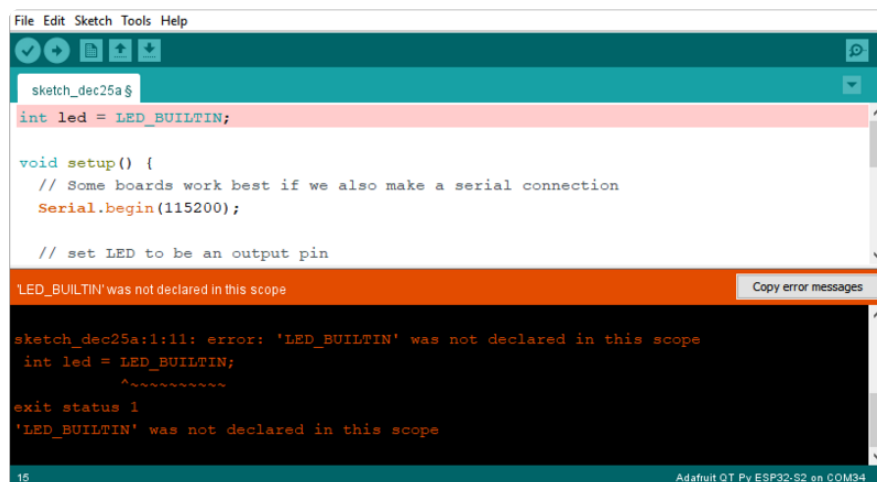 File Edit Sketch Tools Help
sketch_dec25a §
int led = LED_BUILTIN;
void setup() {
// Some boards work best if we also make a serial connection
Serial.begin(115200);
// set LED to be an output pin
'LED_BUILTIN' was not declared in this scope
Copy error messages
sketch_dec25a:1:11: error: 'LED_BUILTIN' was not declared in this scope
int led = LED_BUILTIN;
^~~~~~~~~~~
exit status 1
'LED_BUILTIN' was not declared in this scope
15
Adafruit QT Py ESP32-S2 on COM34